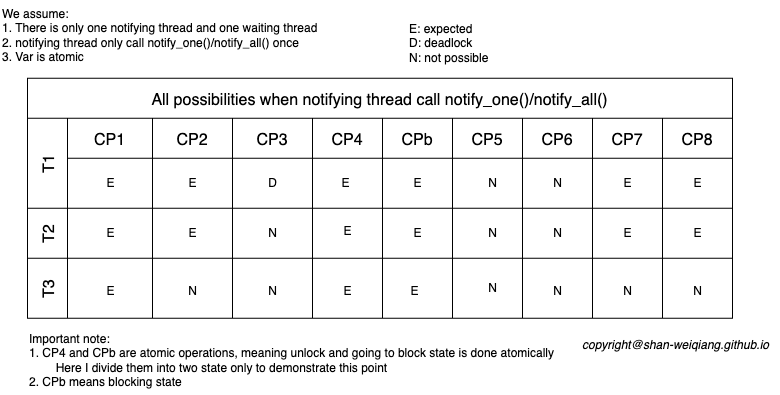 We assume:
1. There is only one notifying thread and one waiting thread
2. notifying thread only call notify_one()/notify_all() once
3. Var is atomic
E: expected
D: deadlock
N: not possible
All possibilities when notifying thread call notify_one()/notify_all()
T1 CP1 CP2 CP3 CP4 CPb CP5 CP6 CP7 CP8
E E D E E N N E E
T2 E E N E E N N E E
T3 E N N E E N N N N
Important note:
1. CP4 and CPb are atomic operations, meaning unlock and going to block state is done atomically
Here I divide them into two state only to demonstrate this point
2. CPb means blocking state
copyright@shan-weiqiang.github.io